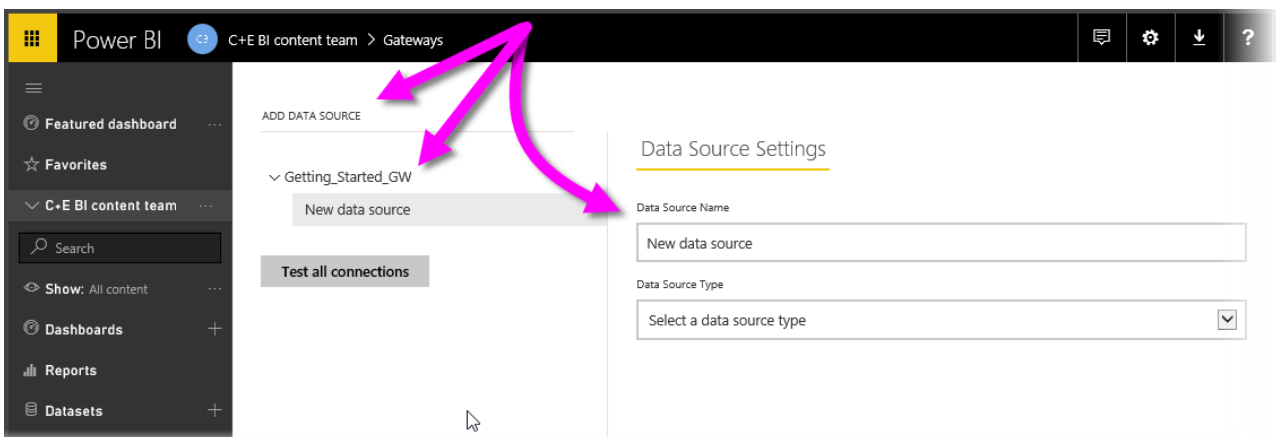 Power BI C+E BI content team > Gateways ?
Featured dashboard ...
Favorites
C+E BI content team ...
Search
Show: All content ...
Dashboards +
Reports
Datasets +
ADD DATA SOURCE
Getting_Started_GW
New data source
Test all connections
Data Source Settings
Data Source Name
New data source
Data Source Type
Select a data source type